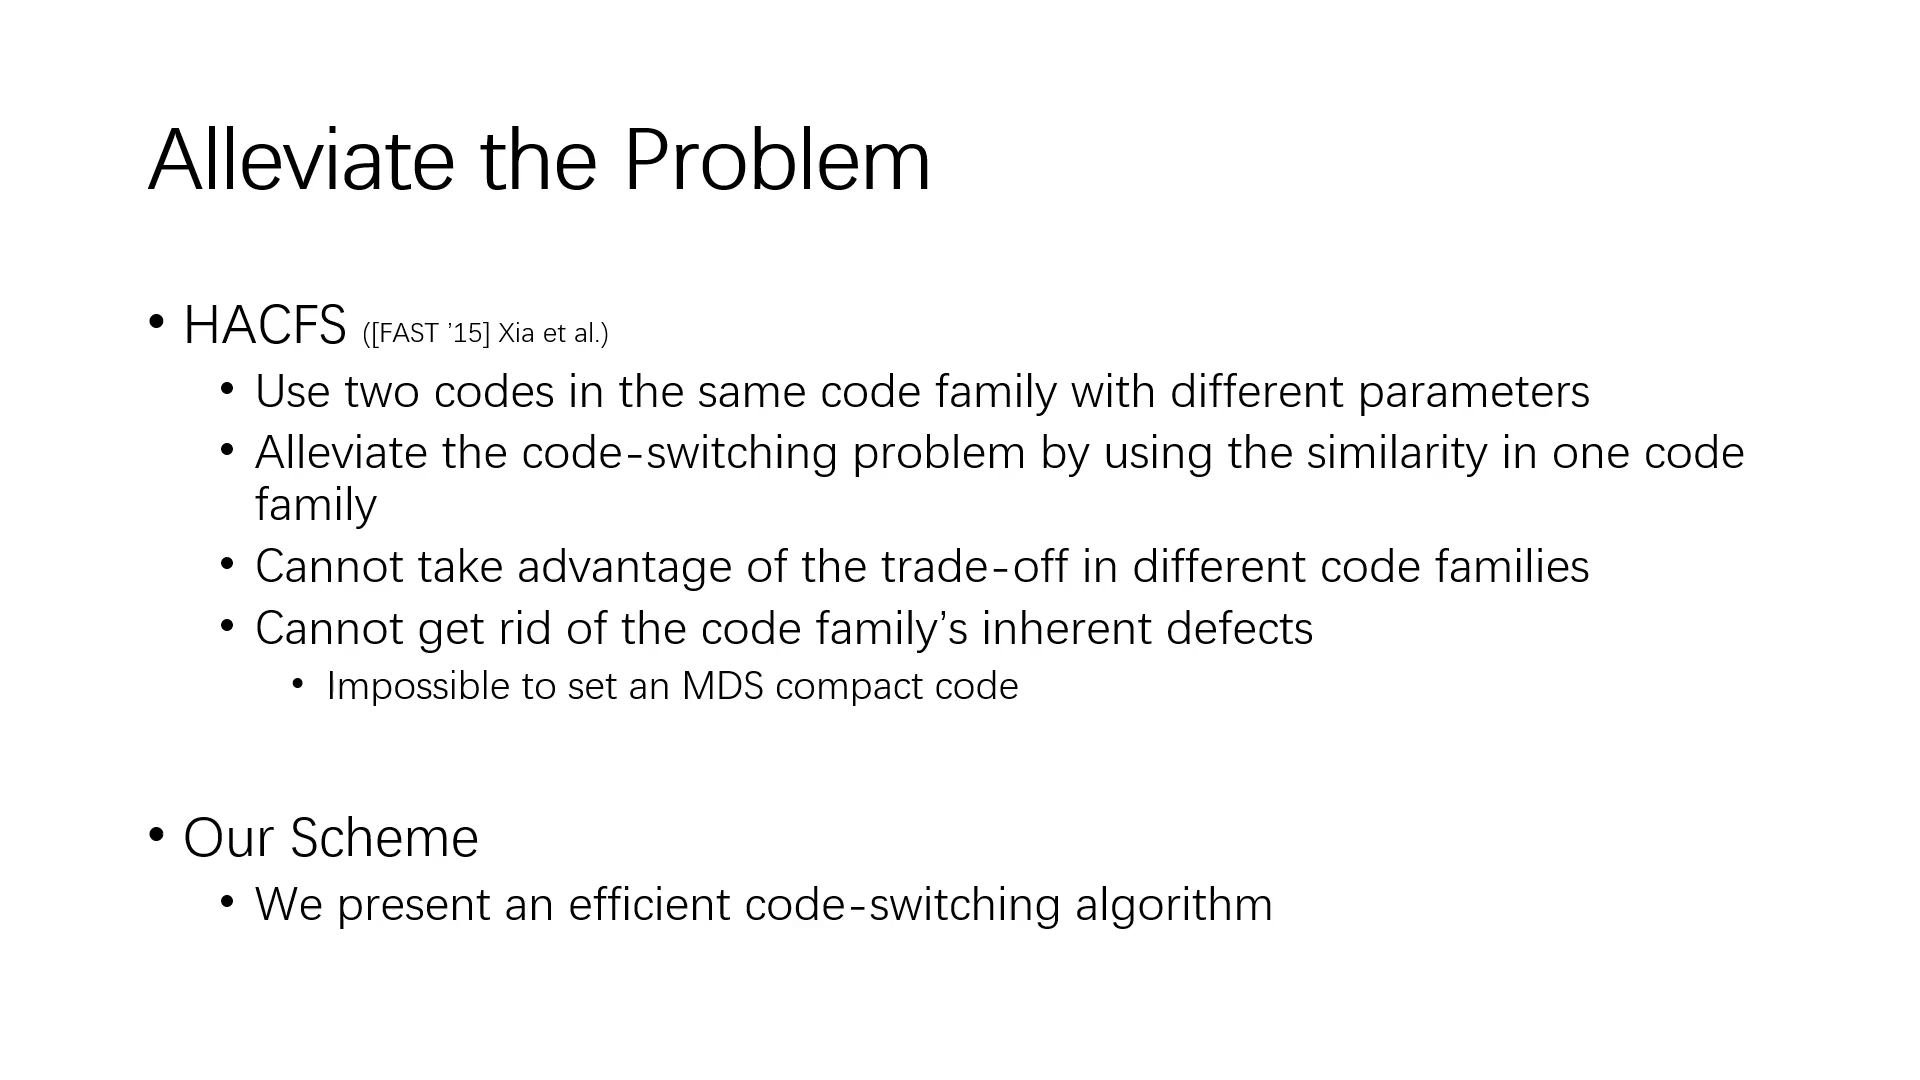 Alleviate the Problem
• HACFS ([FAST ’15] Xia et al.)
• Use two codes in the same code family with different parameters
• Alleviate the code-switching problem by using the similarity in one code
family
• Cannot take advantage of the trade-off in different code families
• Cannot get rid of the code family’s inherent defects
• Impossible to set an MDS compact code
• Our Scheme
• We present an efficient code-switching algorithm